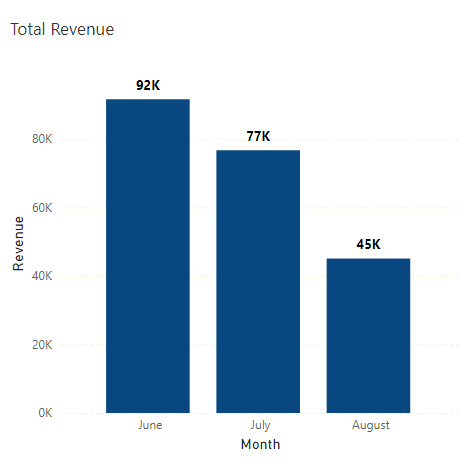 Total Revenue
92K
77K
45K
80K
60K
40K
20K
0K
Revenue
June July August
Month